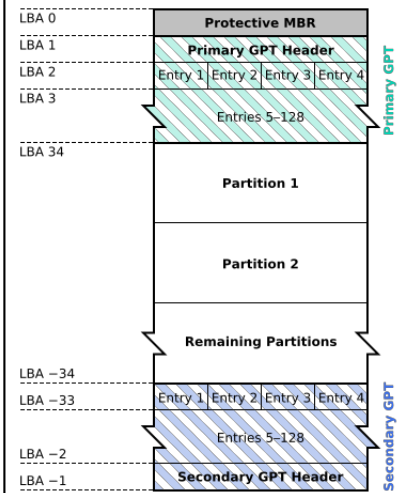 LBA 0
Protective MBR
LBA 1
Primary GPT Header
LBA 2
Entry 1 Entry 2 Entry 3 Entry 4
LBA 3
Entries 5–128
Primary GPT
LBA 34
Partition 1
Partition 2
Remaining Partitions
LBA −34
LBA −33
Entry 1 Entry 2 Entry 3 Entry 4
Entries 5–128
LBA −2
Secondary GPT Header
LBA −1
Secondary GPT